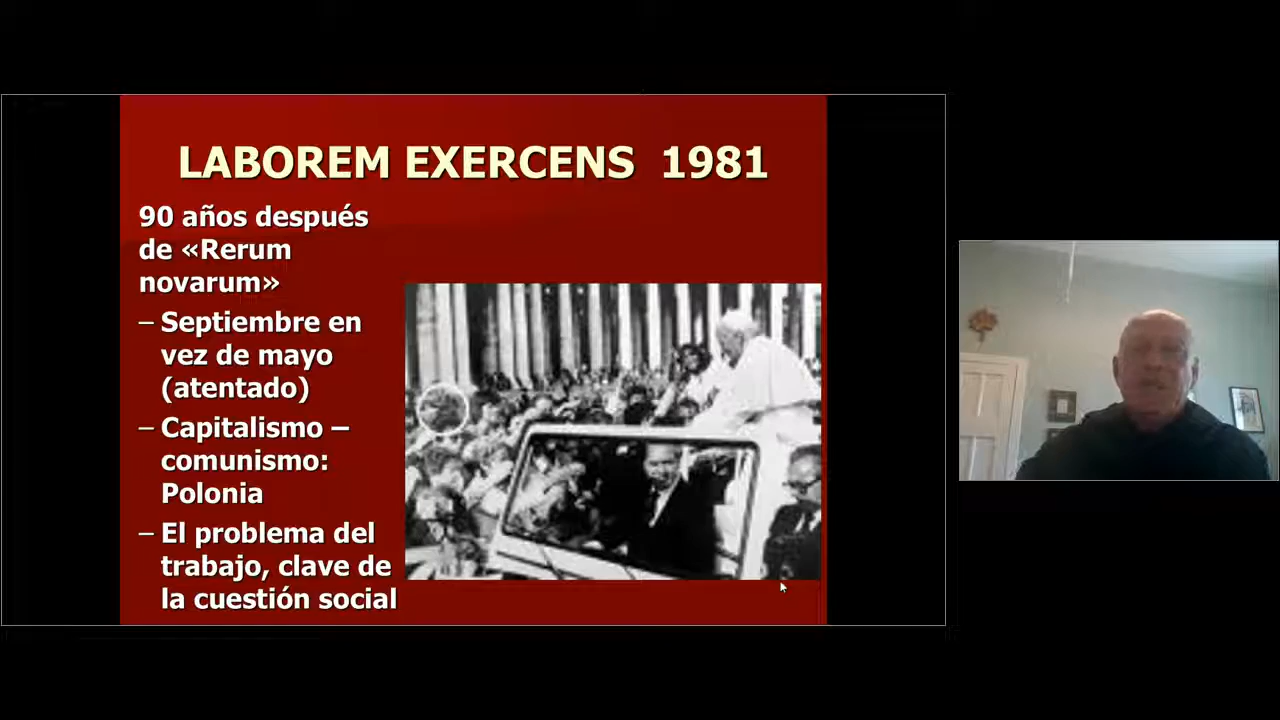 LABOREM EXERCENS 1981
90 años después
de «Rerum
novarum»
– Septiembre en
vez de mayo
(atentado)
– Capitalismo –
comunismo:
Polonia
– El problema del
trabajo, clave de
la cuestión social